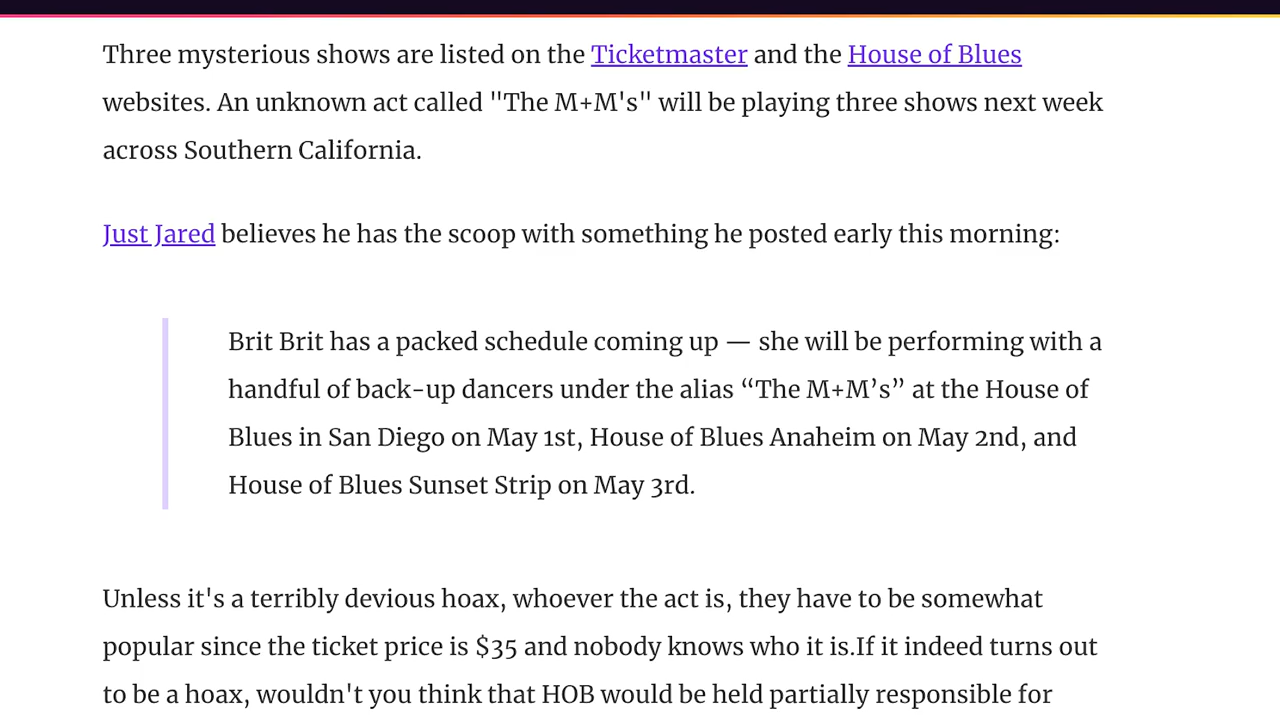 Three mysterious shows are listed on the Ticketmaster and the House of Blues
websites. An unknown act called "The M+M's" will be playing three shows next week
across Southern California.
Just Jared believes he has the scoop with something he posted early this morning:
Brit Brit has a packed schedule coming up — she will be performing with a
handful of back-up dancers under the alias “The M+M’s” at the House of
Blues in San Diego on May 1st, House of Blues Anaheim on May 2nd, and
House of Blues Sunset Strip on May 3rd.
Unless it's a terribly devious hoax, whoever the act is, they have to be somewhat
popular since the ticket price is $35 and nobody knows who it is.If it indeed turns out
to be a hoax, wouldn't you think that HOB would be held partially responsible for